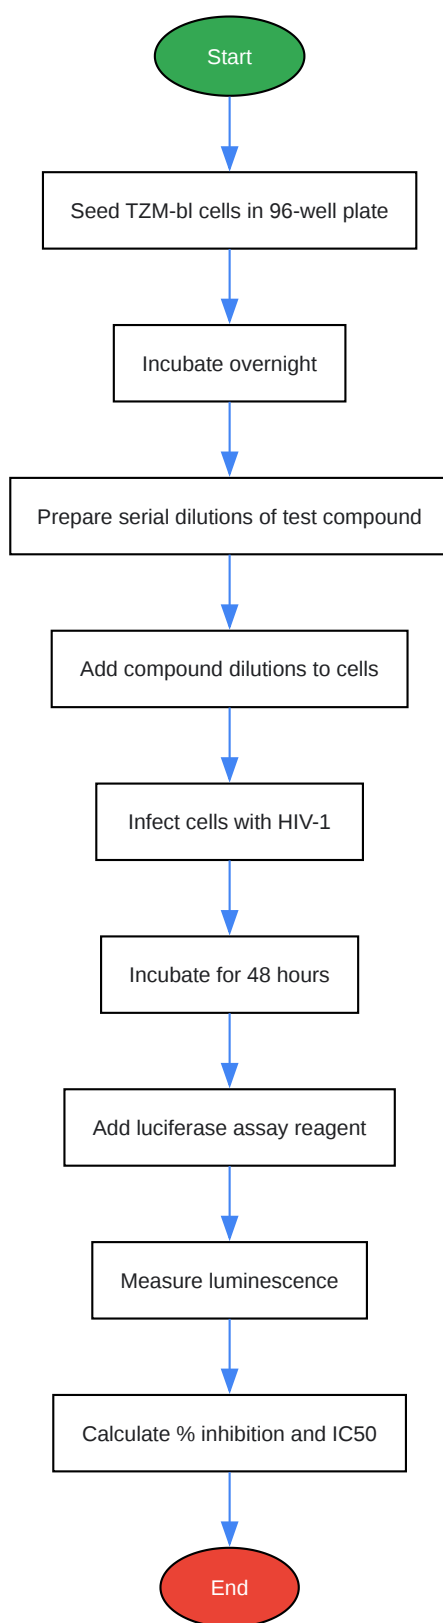 Start
Seed TZM-bl cells in 96-well plate
Incubate overnight
Prepare serial dilutions of test compound
Add compound dilutions to cells
Infect cells with HIV-1
Incubate for 48 hours
Add luciferase assay reagent
Measure luminescence
Calculate % inhibition and IC50
End